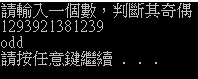 請輸入一個數，判斷其奇偶
1293921381239
odd
請按任意鍵繼續 . . .